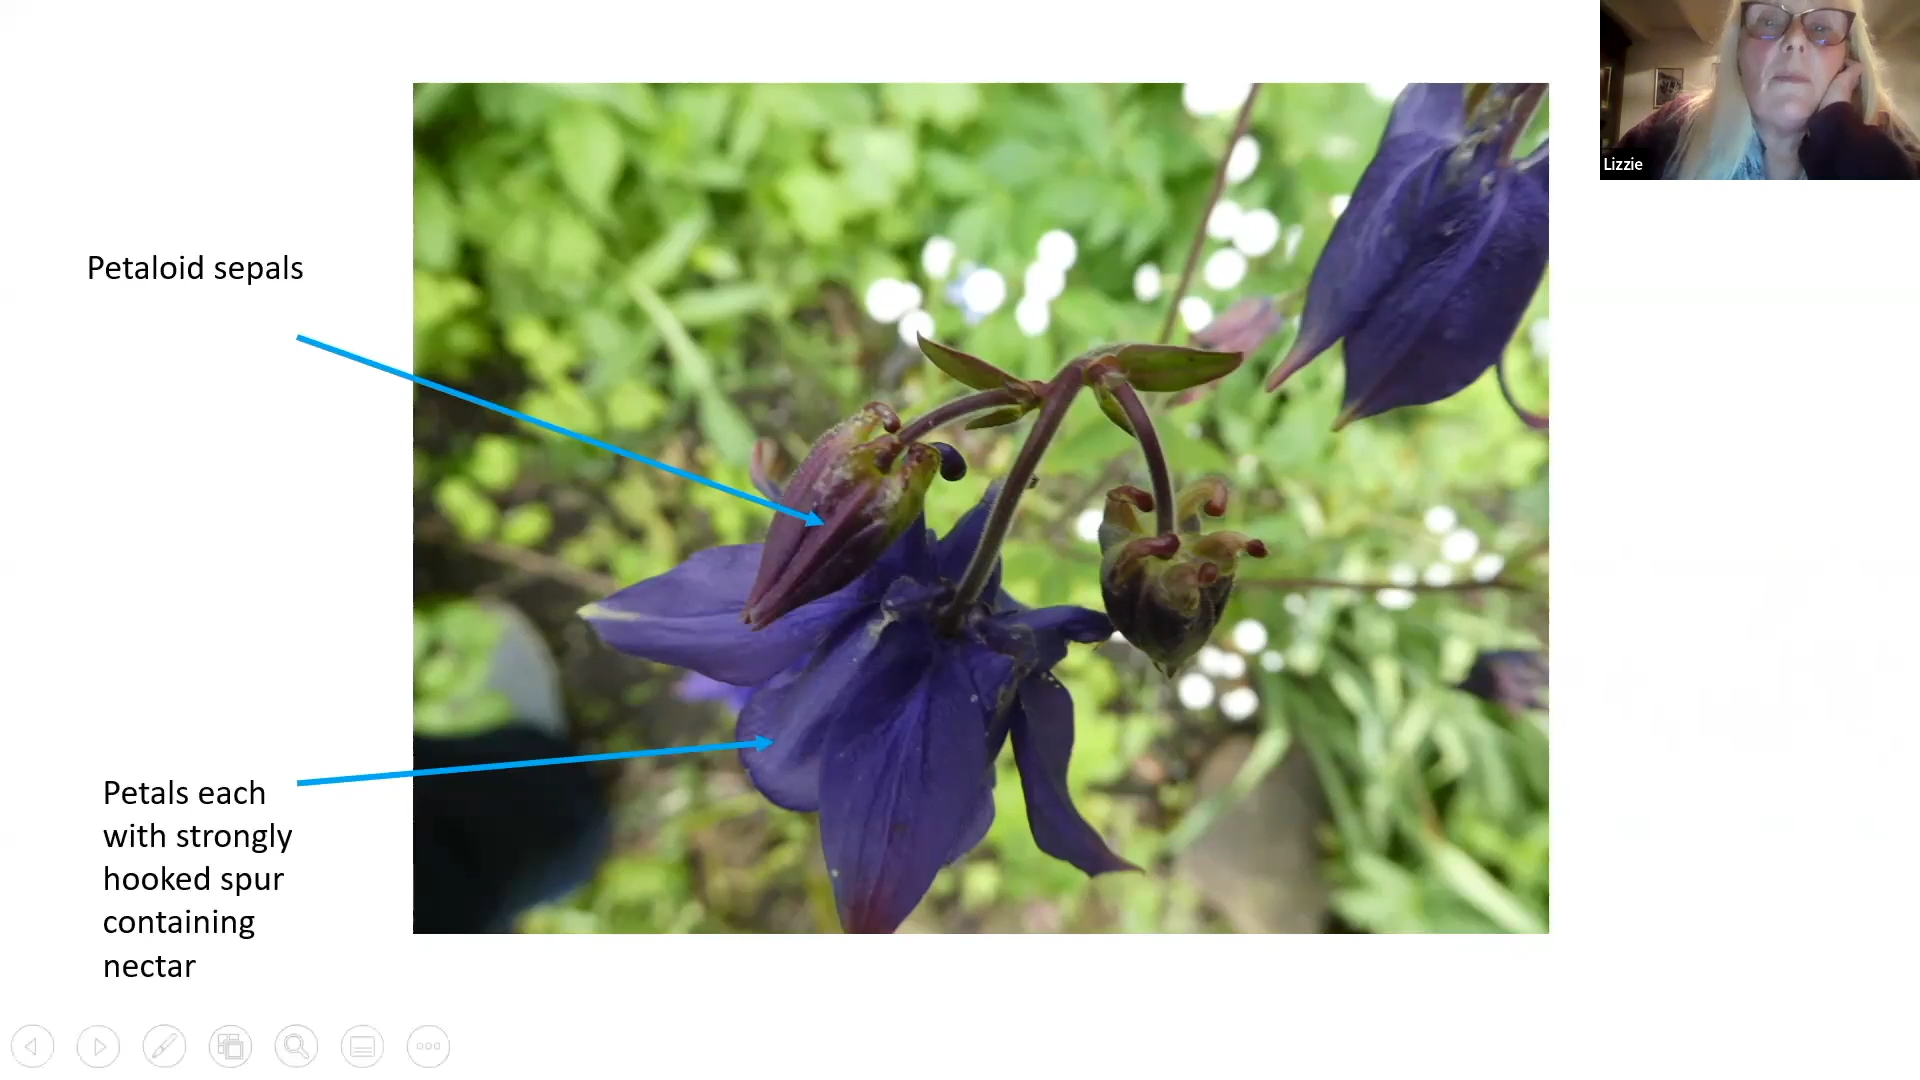 Lizzie
Petaloid sepals
Petals each
with strongly
hooked spur
containing
nectar